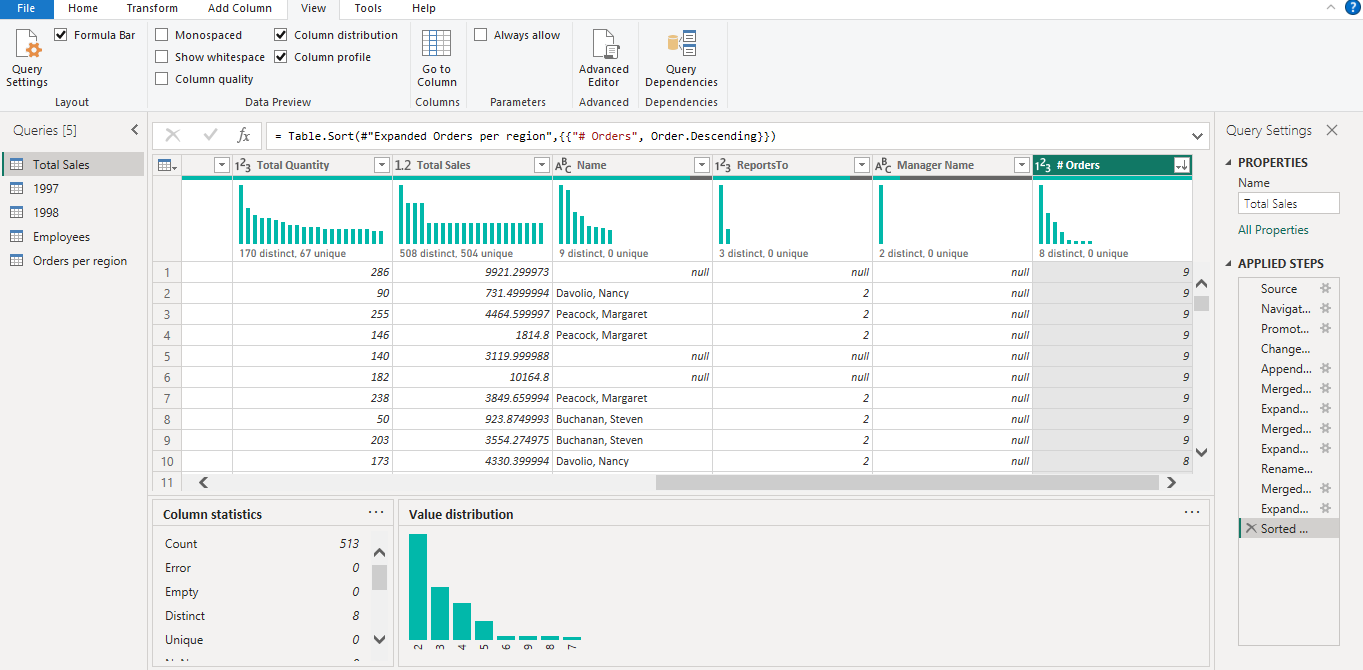 File Home Transform Add Column View Tools Help
Formula Bar
Monospaced
Column distribution
Always allow
Show whitespace
Column profile
Column quality
Query Settings
Go to Column
Advanced Editor
Query Dependencies
Layout
Data Preview
Columns
Parameters
Advanced
Dependencies
Queries [5]
Total Sales
1997
1998
Employees
Orders per region
fx
= Table.Sort(#"Expanded Orders per region",{{"# Orders", Order.Descending}})
1²3 Total Quantity 1.2 Total Sales ABC Name 1²3 ReportsTo ABC Manager Name 1²3 # Orders
170 distinct, 67 unique 508 distinct, 504 unique 9 distinct, 0 unique 3 distinct, 0 unique 2 distinct, 0 unique 8 distinct, 0 unique
1 286 9921.299973 null null null 9
2 90 731.4999994 Davolio, Nancy 2 null 9
3 255 4464.599997 Peacock, Margaret 2 null 9
4 146 1814.8 Peacock, Margaret 2 null 9
5 140 3119.999988 null null null 9
6 182 10164.8 null null null 9
7 238 3849.659994 Peacock, Margaret 2 null 9
8 50 923.8749993 Buchanan, Steven 2 null 9
9 203 3554.274975 Buchanan, Steven 2 null 9
10 173 4330.399994 Davolio, Nancy 2 null 8
11
Column statistics ...
Count 513
Error 0
Empty 0
Distinct 8
Unique 0
Value distribution ...
2 3 4 5 6 9 8 7
Query Settings
PROPERTIES
Name
Total Sales
All Properties
APPLIED STEPS
Source
Navigat...
Promot...
Change...
Append...
Merged...
Expand...
Merged...
Expand...
Rename...
Merged...
Expand...
Sorted ...